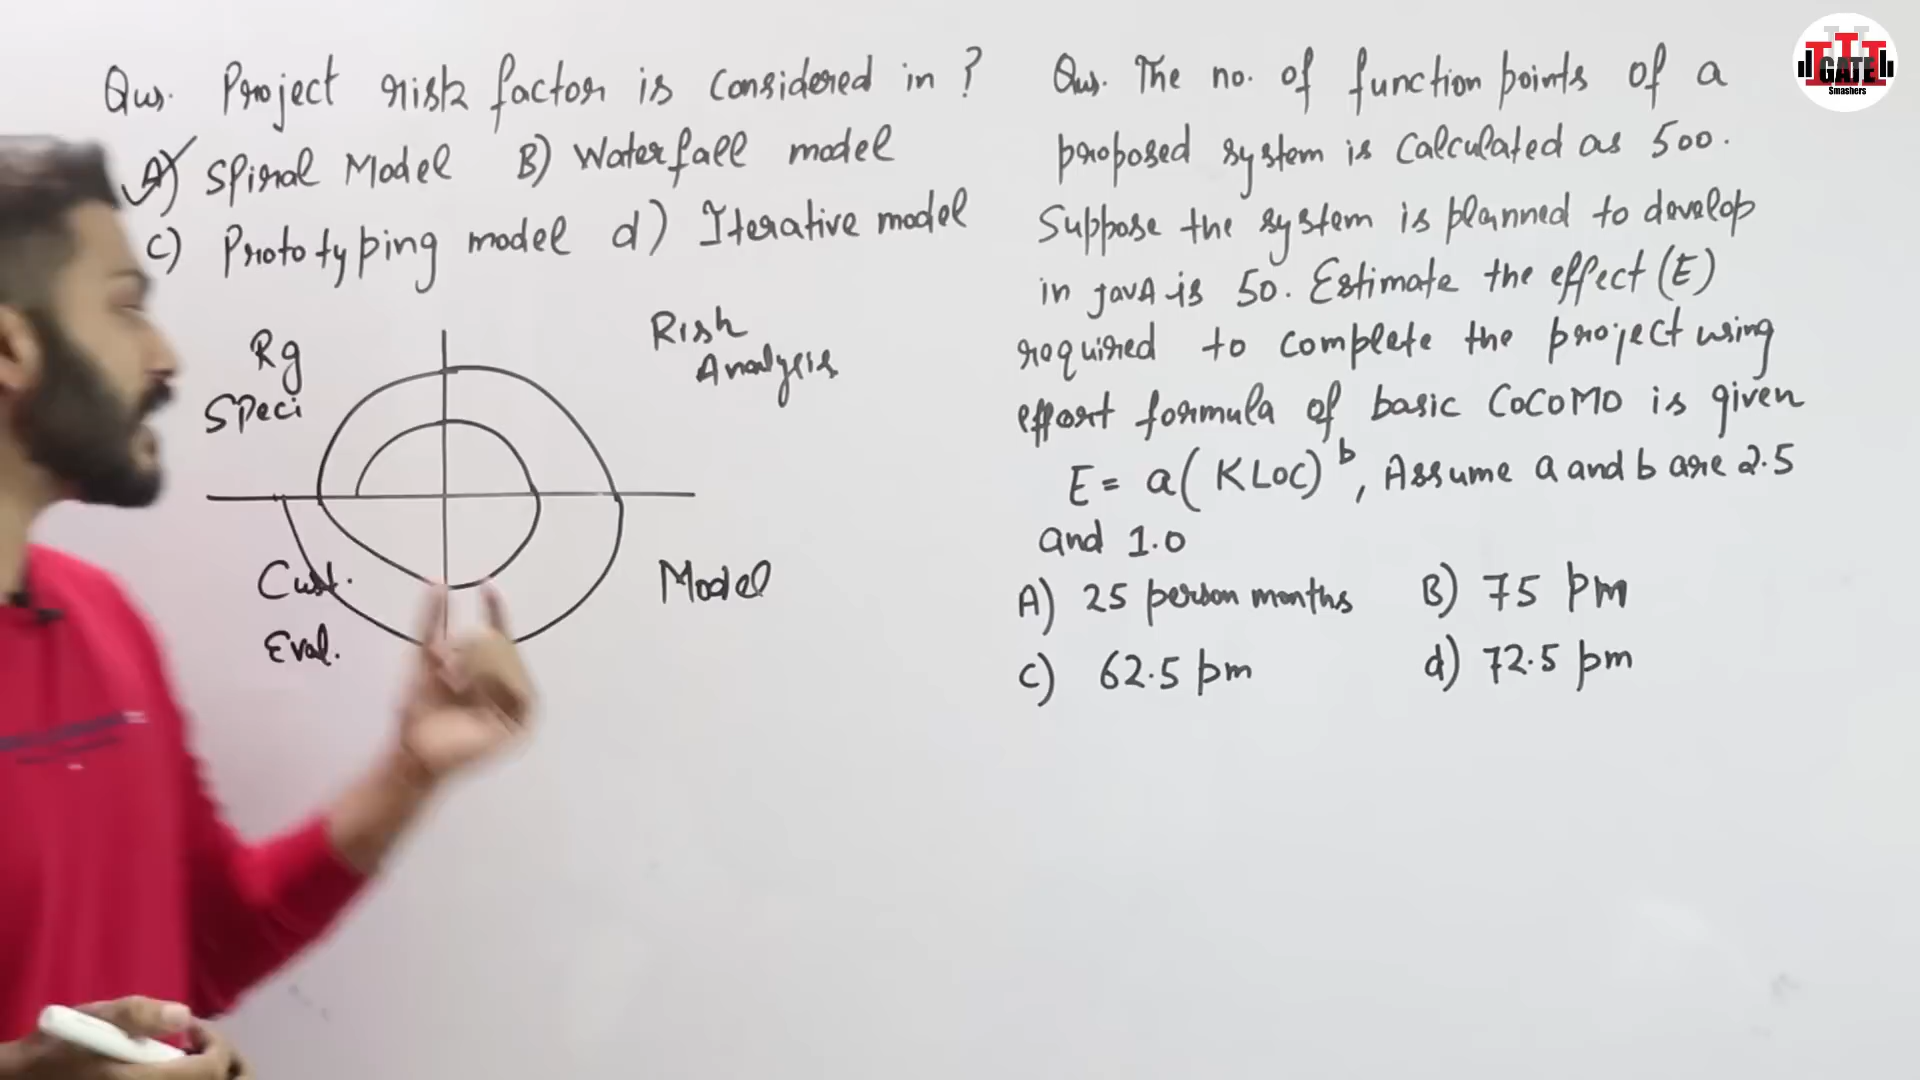 Qus. Project risk factor is Considered in ?
A) Spiral Model B) Waterfall model
C) Prototyping model d) Iterative model
Rq
Speci
Risk
Analysis
Cust.
Eval.
Model
Qus. The no. of function points of a
proposed system is Calculated as 500.
Suppose the system is planned to develop
in javA is 50. Estimate the effect (E)
required to complete the project using
effort formula of basic COCOMO is given
E = a(KLOC)^b, Assume a and b are 2.5
and 1.0
A) 25 person months B) 75 pm
C) 62.5 pm d) 72.5 pm
GATE
Smashers